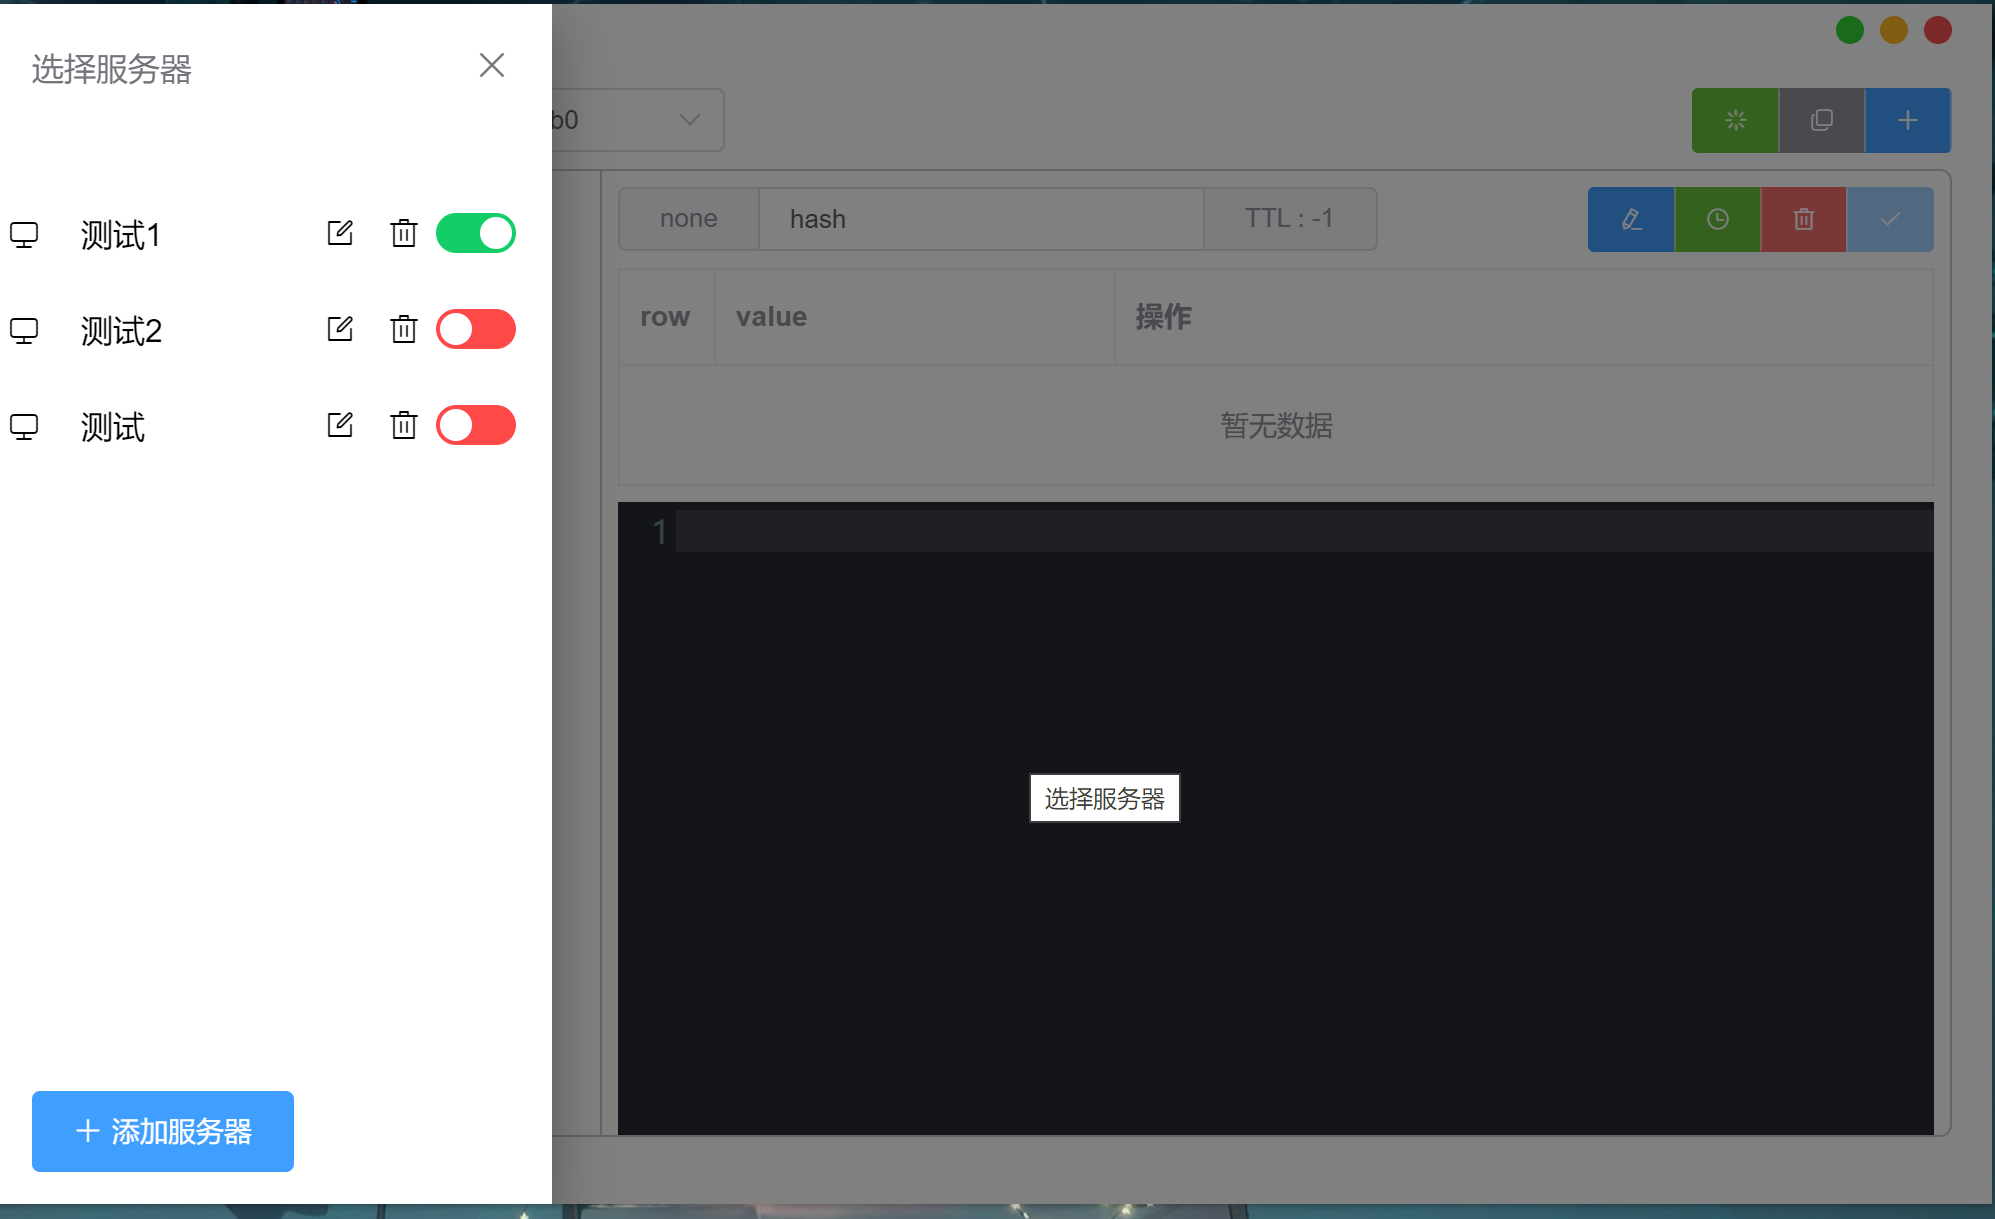 选择服务器
测试1
测试2
测试
添加服务器
b0
none
hash
TTL : -1
row
value
操作
暂无数据
1
选择服务器